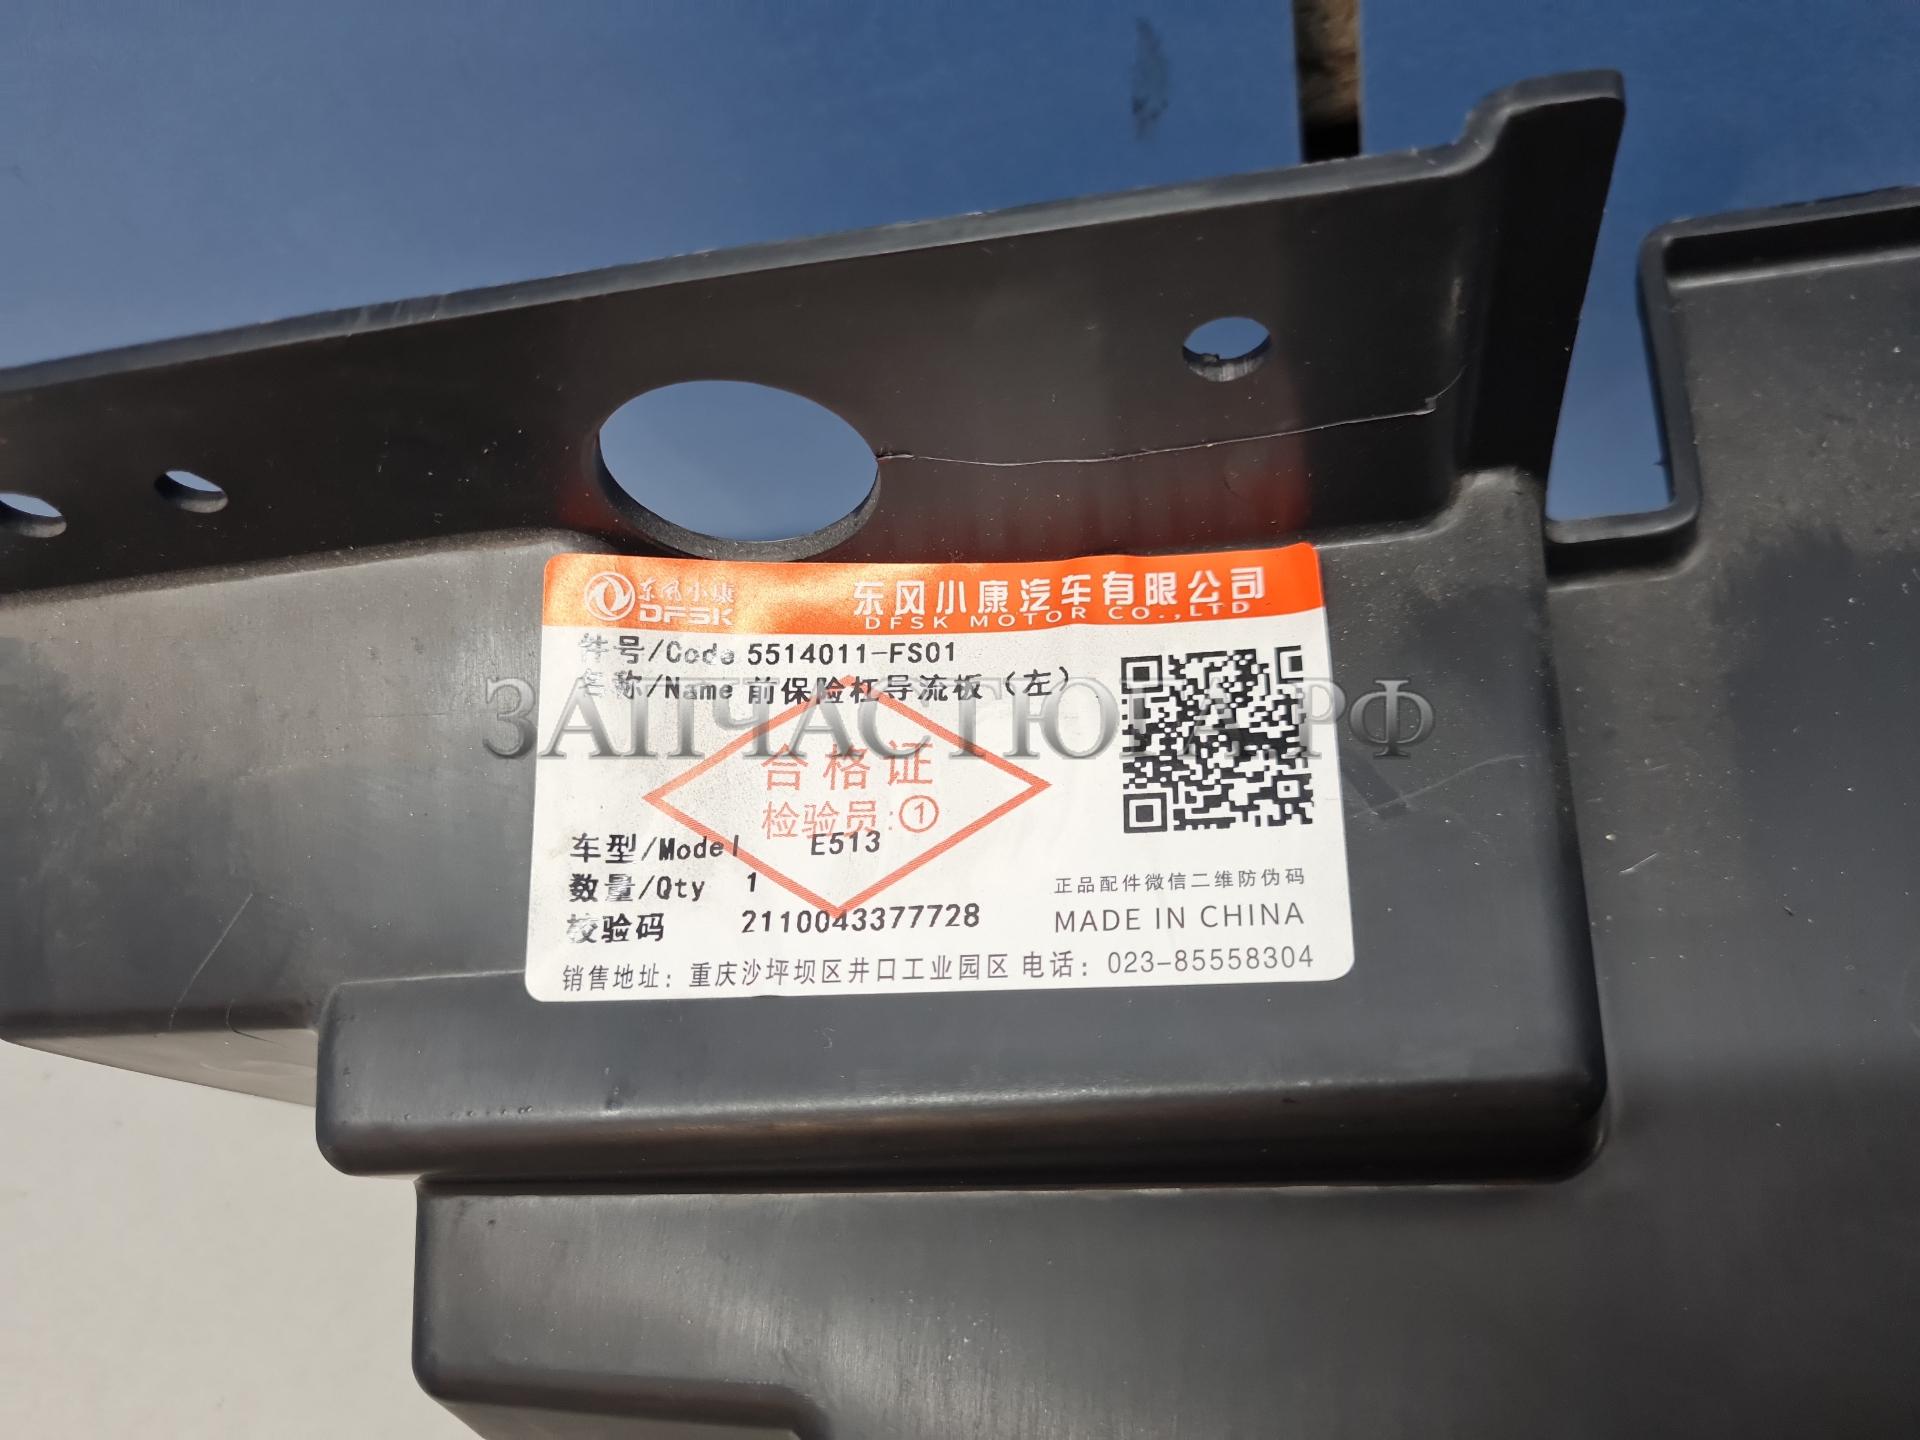 东风小康
DFSK
东风小康汽车有限公司
DFSK MOTOR CO.,LTD
件号/Code 5514011-FS01
名称/Name 前保险杠导流板(左)
ЗАПЧАСТЮГА.РФ
合格证
检验员:①
车型/Model E513
数量/Qty 1
校验码 2110043377728
正品配件微信二维防伪码
MADE IN CHINA
销售地址: 重庆沙坪坝区井口工业园区 电话: 023-85558304